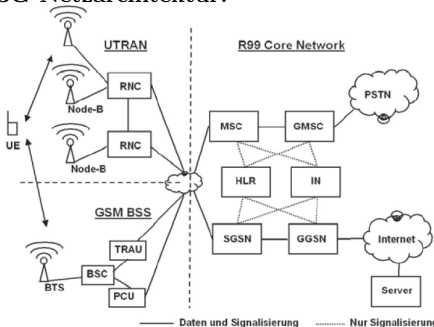 3G Netzarchitektur:
UTRAN
R99 Core Network
RNC
PSTN
Node-B
MSC
GMSC
UE
RNC
Node-B
HLR
IN
GSM BSS
TRAU
SGSN
GGSN
Internet
BSC
BTS
PCU
Server
Daten und Signalisierung
Nur Signalisierung